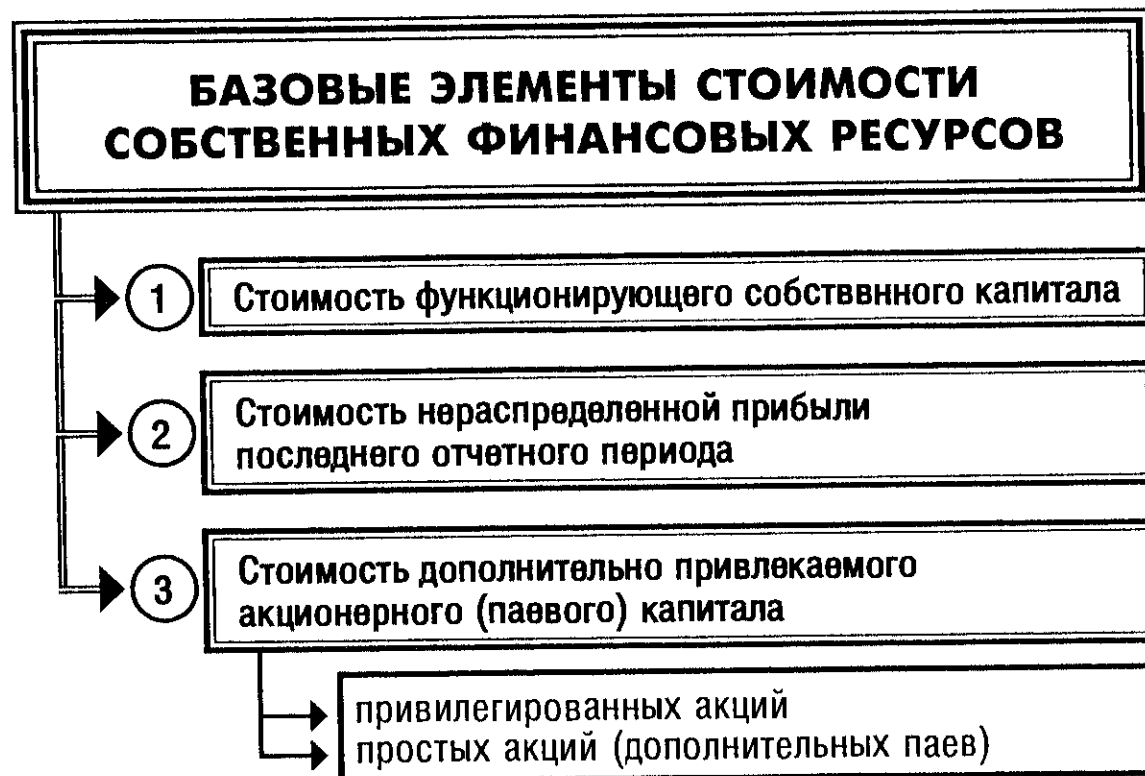 БАЗОВЫЕ ЭЛЕМЕНТЫ СТОИМОСТИ
СОБСТВЕННЫХ ФИНАНСОВЫХ РЕСУРСОВ
1 Стоимость функционирующего собстввнного капитала
2 Стоимость нераспределенной прибыли
последнего отчетного периода
3 Стоимость дополнительно привлекаемого
акционерного (паевого) капитала
привилегированных акций
простых акций (дополнительных паев)